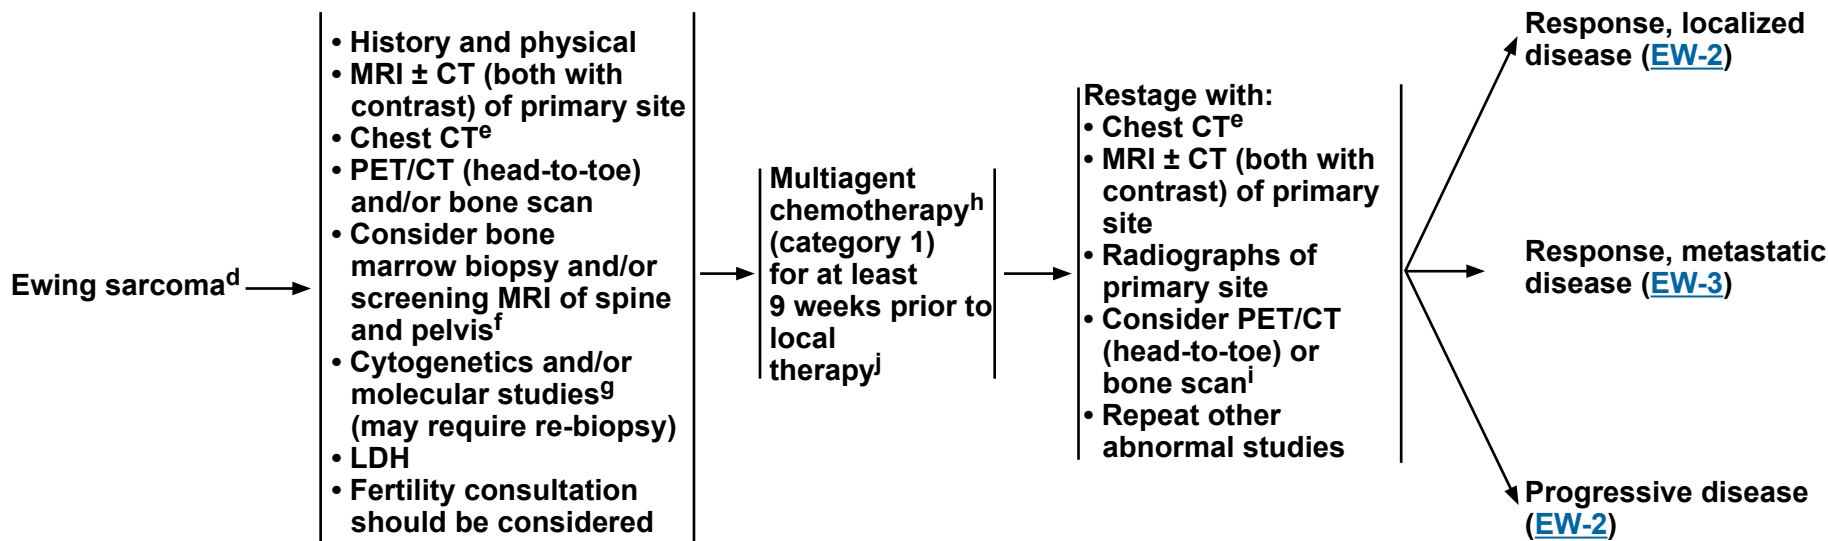 Ewing sarcomad
• History and physical
• MRI ± CT (both with
contrast) of primary site
• Chest CTe
• PET/CT (head-to-toe)
and/or bone scan
• Consider bone
marrow biopsy and/or
screening MRI of spine
and pelvisf
• Cytogenetics and/or
molecular studiesg
(may require re-biopsy)
• LDH
• Fertility consultation
should be considered
Multiagent
chemotherapyh
(category 1)
for at least
9 weeks prior to
local
therapyj
Restage with:
• Chest CTe
• MRI ± CT (both with
contrast) of primary
site
• Radiographs of
primary site
• Consider PET/CT
(head-to-toe) or
bone scani
• Repeat other
abnormal studies
Response, localized
disease (EW-2)
Response, metastatic
disease (EW-3)
Progressive disease
(EW-2)